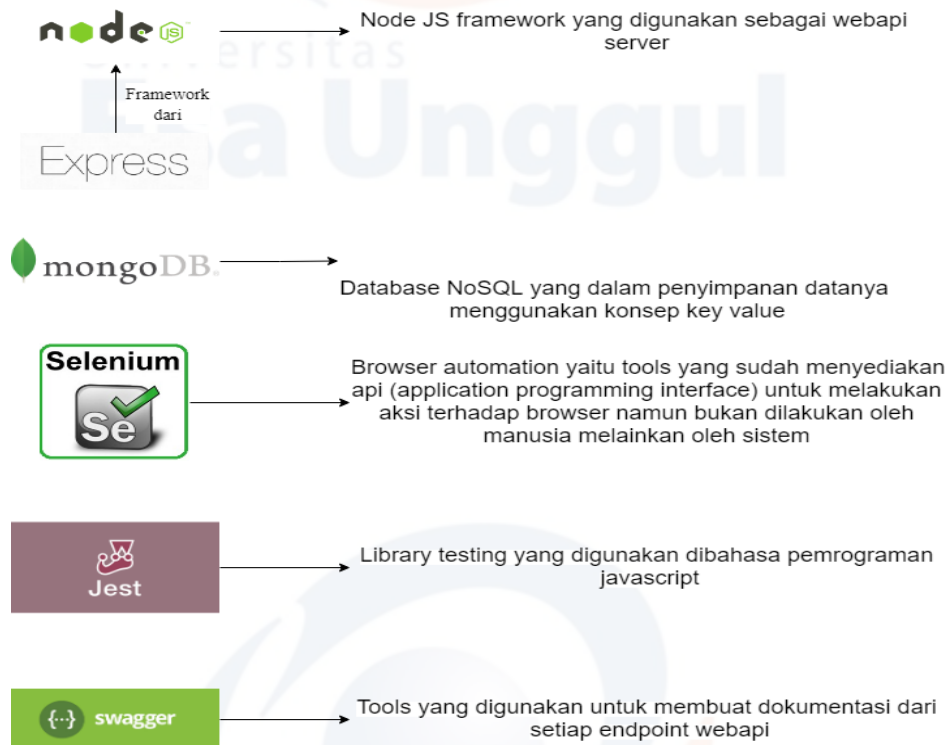 node JS
Node JS framework yang digunakan sebagai webapi
server
Universitas
Esa Unggul
Framework
dari
Express
mongoDB.
Database NoSQL yang dalam penyimpanan datanya
menggunakan konsep key value
Selenium
Se
Browser automation yaitu tools yang sudah menyediakan
api (application programming interface) untuk melakukan
aksi terhadap browser namun bukan dilakukan oleh
manusia melainkan oleh sistem
Jest
Library testing yang digunakan dibahasa pemrograman
javascript
{···} swagger
Tools yang digunakan untuk membuat dokumentasi dari
setiap endpoint webapi